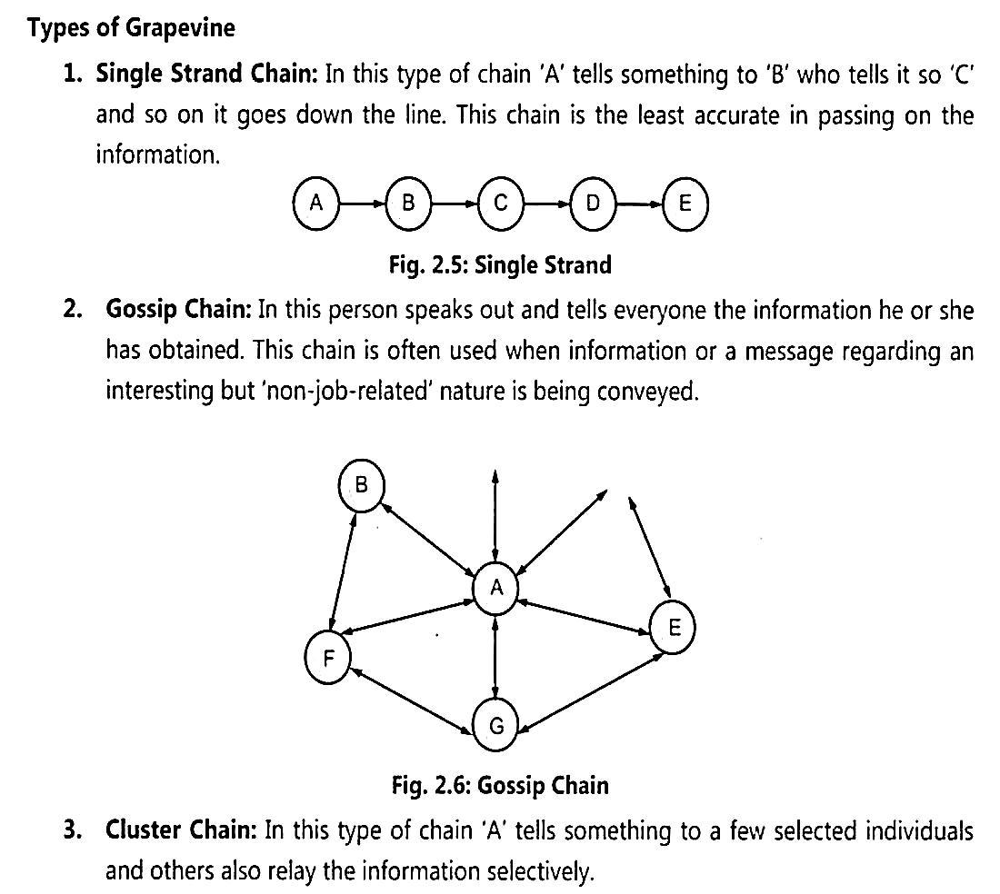 Types of Grapevine
1. Single Strand Chain: In this type of chain 'A' tells something to 'B' who tells it so 'C'
and so on it goes down the line. This chain is the least accurate in passing on the
information.
A B C D E
Fig. 2.5: Single Strand
2. Gossip Chain: In this person speaks out and tells everyone the information he or she
has obtained. This chain is often used when information or a message regarding an
interesting but 'non-job-related' nature is being conveyed.
B
A
E
F
G
Fig. 2.6: Gossip Chain
3. Cluster Chain: In this type of chain 'A' tells something to a few selected individuals
and others also relay the information selectively.